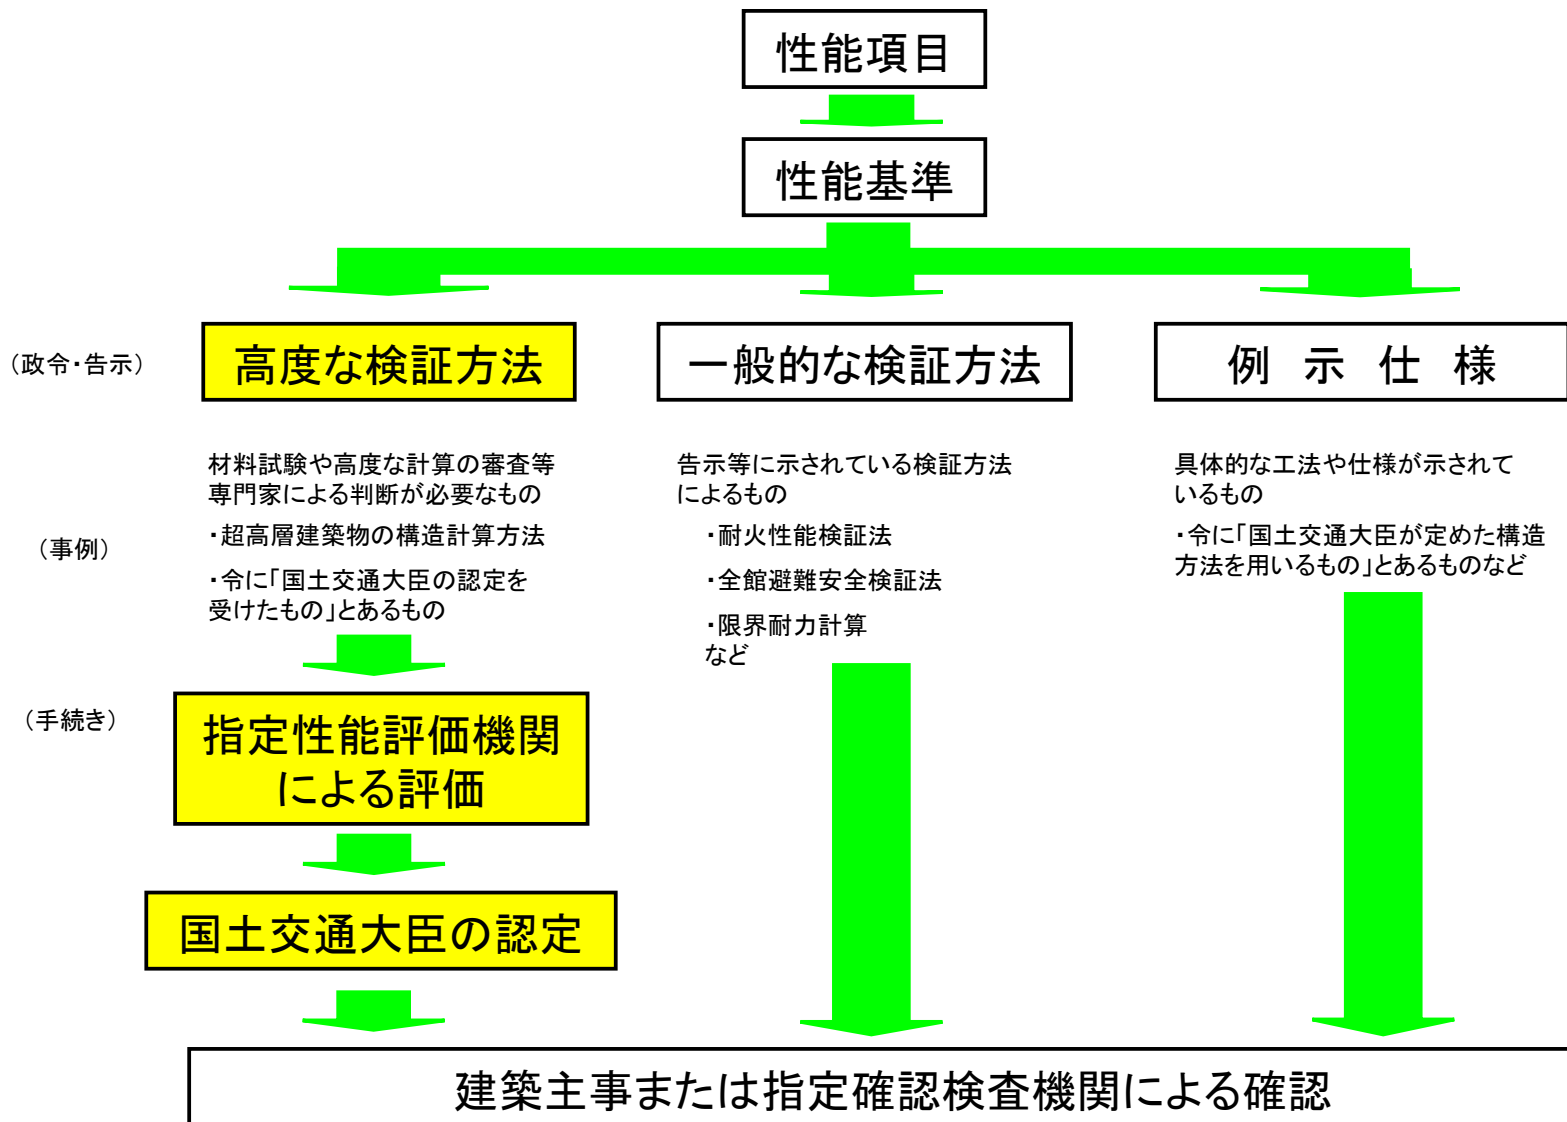 性能項目
性能基準
（政令・告示）
高度な検証方法
一般的な検証方法
例　示　仕　様
材料試験や高度な計算の審査等
専門家による判断が必要なもの
・超高層建築物の構造計算方法
・令に「国土交通大臣の認定を
受けたもの」とあるもの
告示等に示されている検証方法
によるもの
・耐火性能検証法
・全館避難安全検証法
・限界耐力計算
など
具体的な工法や仕様が示されて
いるもの
・令に「国土交通大臣が定めた構造
方法を用いるもの」とあるものなど
（事例）
（手続き）
指定性能評価機関
による評価
国土交通大臣の認定
建築主事または指定確認検査機関による確認